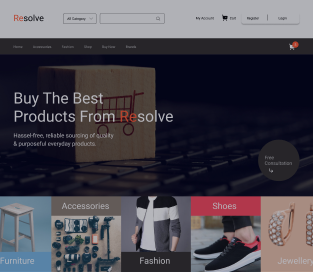 Resolve
All Category
My Account
Cart
Register
Login
Home
Accessories
Fashion
Shoes
Buy Now
Brands
Buy The Best
Products From Resolve
Hassel-free, reliable sourcing of quality
& purposeful everyday products.
Free
Consultation
Furniture
Accessories
Fashion
Shoes
Jewellery